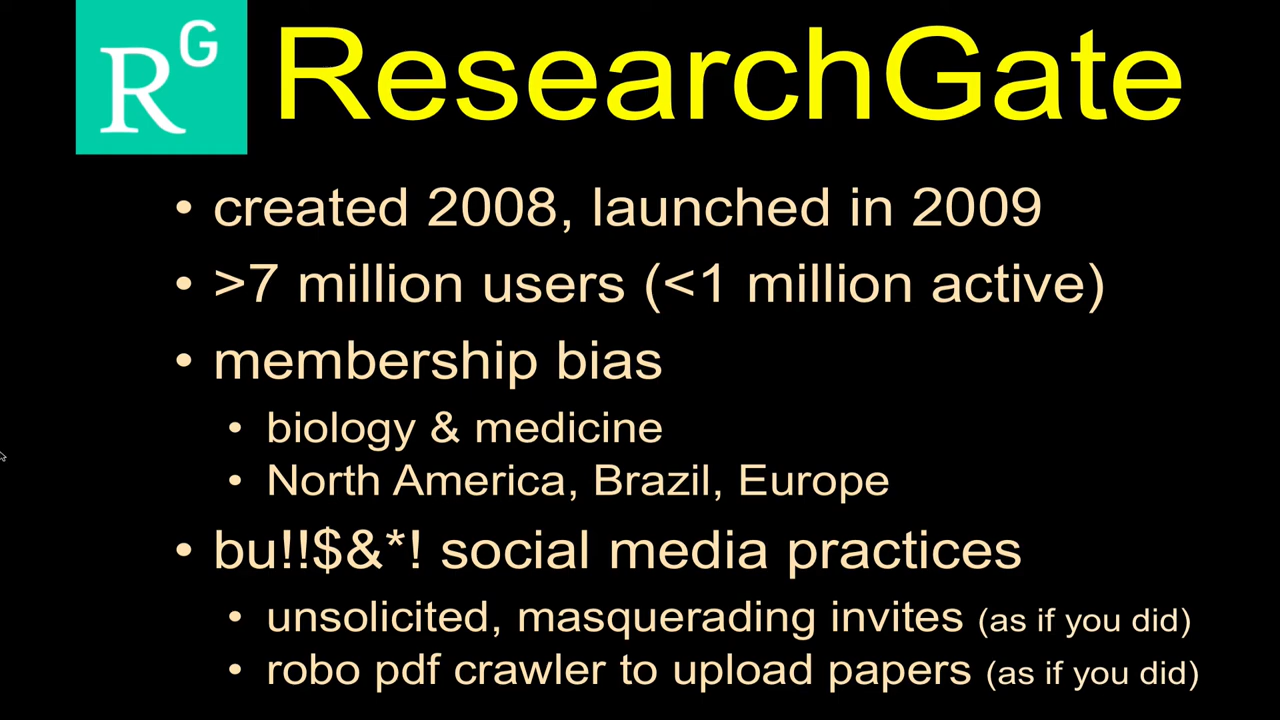 RG ResearchGate
• created 2008, launched in 2009
• >7 million users (<1 million active)
• membership bias
• biology & medicine
• North America, Brazil, Europe
• bu!!$&*! social media practices
• unsolicited, masquerading invites (as if you did)
• robo pdf crawler to upload papers (as if you did)